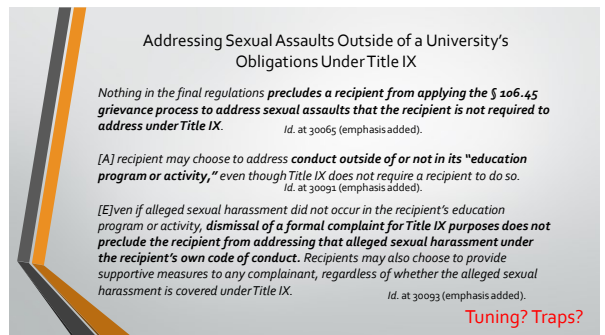 Addressing Sexual Assaults Outside of a University's
Obligations Under Title IX
Nothing in the final regulations precludes a recipient from applying the § 106.45
grievance process to address sexual assaults that the recipient is not required to
address under Title IX. Id. at 30065 (emphasis added).
[A] recipient may choose to address conduct outside of or not in its “education
program or activity,” even though Title IX does not require a recipient to do so.
Id. at 30091 (emphasis added).
[E]ven if alleged sexual harassment did not occur in the recipient's education
program or activity, dismissal of a formal complaint for Title IX purposes does not
preclude the recipient from addressing that alleged sexual harassment under
the recipient's own code of conduct. Recipients may also choose to provide
supportive measures to any complainant, regardless of whether the alleged sexual
harassment is covered under Title IX. Id. at 30093 (emphasis added).
Tuning? Traps?